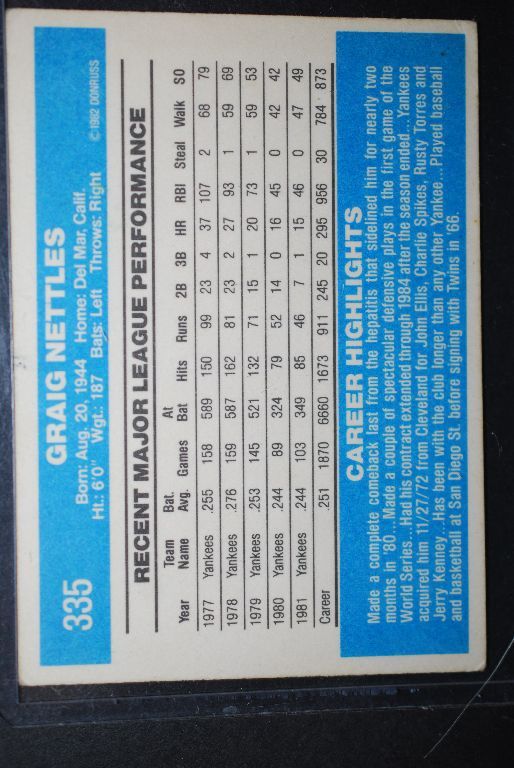 335
GRAIG NETTLES
Born: Aug. 20, 1944 Home: Del Mar, Calif.
Ht.: 6'0" Wgt.: 187 Bats: Left Throws: Right © 1982 DONRUSS
RECENT MAJOR LEAGUE PERFORMANCE
Team Bat. At
Year Name Avg. Games Bat Hits Runs 2B 3B HR RBI Steal Walk SO
1977 Yankees .255 158 589 150 99 23 4 37 107 2 68 79
1978 Yankees .276 159 587 162 81 23 2 27 93 1 59 69
1979 Yankees .253 145 521 132 71 15 1 20 73 1 59 53
1980 Yankees .244 89 324 79 52 14 0 16 45 0 42 42
1981 Yankees .244 103 349 85 46 7 1 15 46 0 47 49
Career .251 1870 6660 1673 911 245 20 295 956 30 784 873
CAREER HIGHLIGHTS
Made a complete comeback last from the hepatitis that sidelined him for nearly two
months in '80...Made a couple of spectacular defensive plays in the first game of the
World Series...Had his contract extended through 1984 after the season ended...Yankees
acquired him 11/27/72 from Cleveland for John Ellis, Charlie Spikes, Rusty Torres and
Jerry Kenney...Has been with the club longer than any other Yankee...Played baseball
and basketball at San Diego St. before signing with Twins in '66.